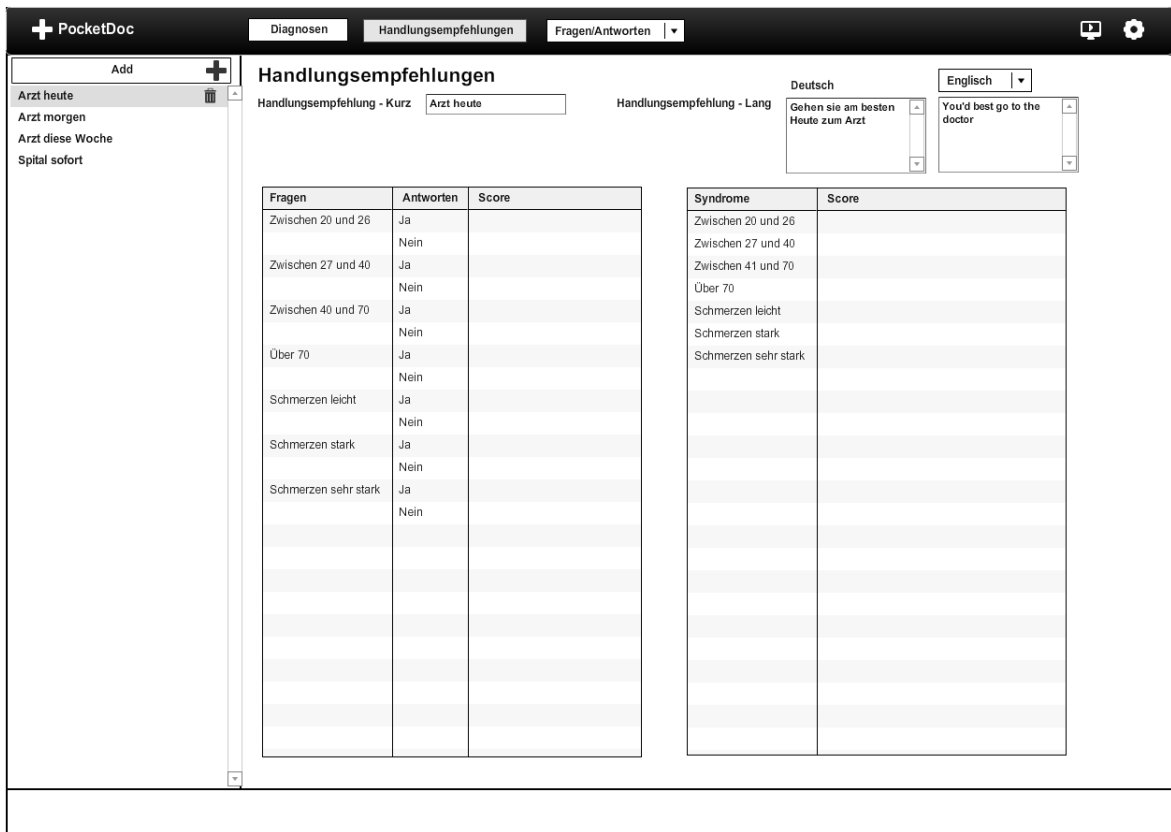 PocketDoc Diagnosen Handlungsempfehlungen Fragen/Antworten
Add
Arzt heute
Arzt morgen
Arzt diese Woche
Spital sofort
Handlungsempfehlungen
Handlungsempfehlung - Kurz Arzt heute
Handlungsempfehlung - Lang
Deutsch
Gehen sie am besten
Heute zum Arzt
Englisch
You'd best go to the
doctor
Fragen Antworten Score
Zwischen 20 und 26 Ja
Nein
Zwischen 27 und 40 Ja
Nein
Zwischen 40 und 70 Ja
Nein
Über 70 Ja
Nein
Schmerzen leicht Ja
Nein
Schmerzen stark Ja
Nein
Schmerzen sehr stark Ja
Nein
Syndrome Score
Zwischen 20 und 26
Zwischen 27 und 40
Zwischen 41 und 70
Über 70
Schmerzen leicht
Schmerzen stark
Schmerzen sehr stark